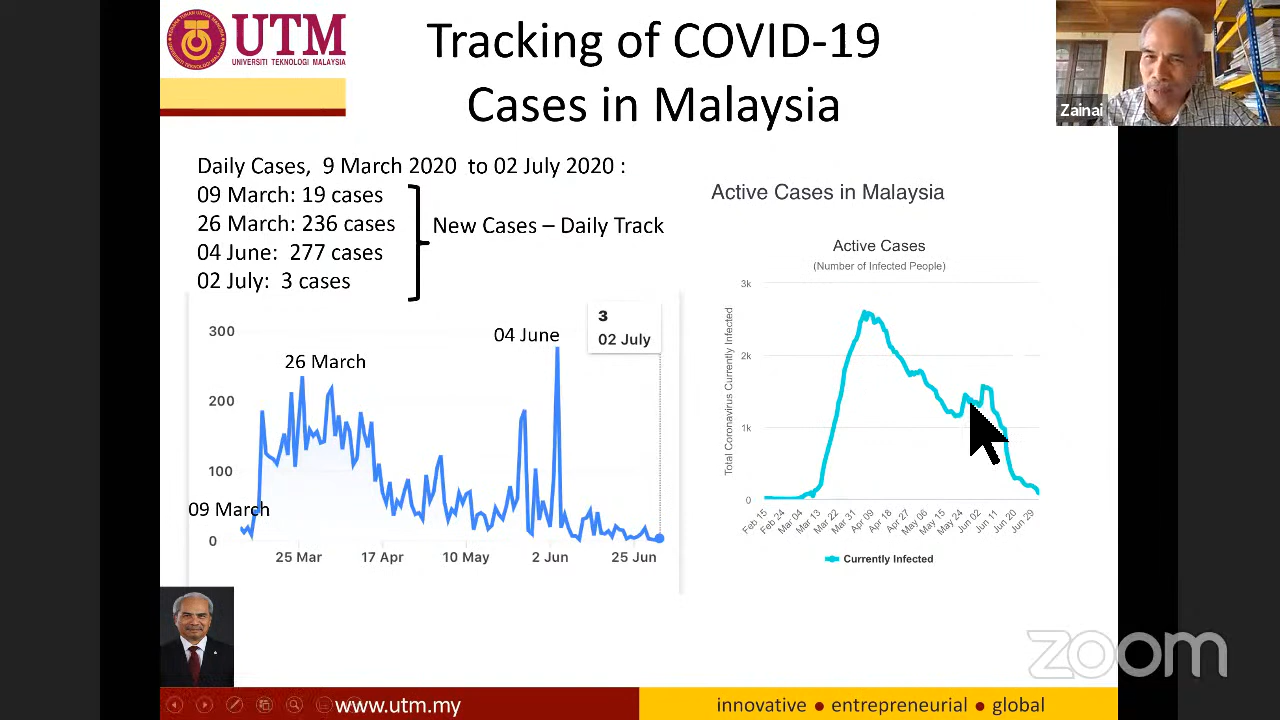 UTM
UNIVERSITI TEKNOLOGI MALAYSIA
Tracking of COVID-19
Cases in Malaysia
Zainai
Daily Cases, 9 March 2020 to 02 July 2020 :
09 March: 19 cases
26 March: 236 cases
04 June: 277 cases
02 July: 3 cases
New Cases – Daily Track
300
200
100
0
09 March
26 March
04 June
3
02 July
25 Mar
17 Apr
10 May
2 Jun
25 Jun
Active Cases in Malaysia
Active Cases
(Number of Infected People)
Total Coronavirus Currently Infected
3k
2k
1k
0
Feb 15
Feb 24
Mar 04
Mar 13
Mar 22
Mar 31
Apr 09
Apr 18
Apr 27
May 06
May 15
May 24
Jun 02
Jun 11
Jun 20
Jun 29
Currently Infected
zoom
www.utm.my
innovative ● entrepreneurial ● global